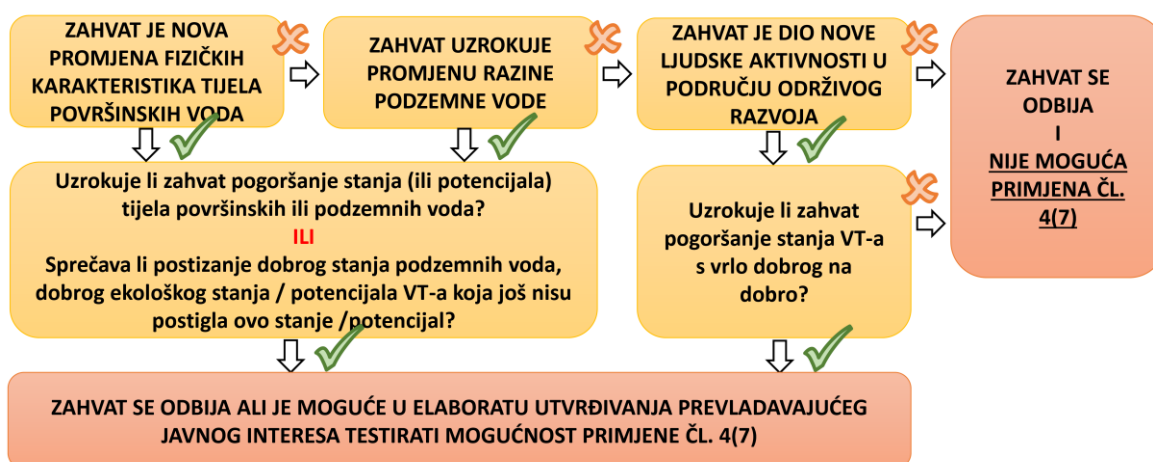 ZAHVAT JE NOVA
PROMJENA FIZIČKIH
KARAKTERISTIKA TIJELA
POVRŠINSKIH VODA
ZAHVAT UZROKUJE
PROMJENU RAZINE
PODZEMNE VODE
ZAHVAT JE DIO NOVE
LJUDSKE AKTIVNOSTI U
PODRUČJU ODRŽIVOG
RAZVOJA
ZAHVAT SE
ODBIJA
I
NIJE MOGUĆA
PRIMJENA ČL.
4(7)
Uzrokuje li zahvat pogoršanje stanja (ili potencijala)
tijela površinskih ili podzemnih voda?
ILI
Sprečava li postizanje dobrog stanja podzemnih voda,
dobrog ekološkog stanja / potencijala VT-a koja još nisu
postigla ovo stanje /potencijal?
Uzrokuje li zahvat
pogoršanje stanja VT-a
s vrlo dobrog na
dobro?
ZAHVAT SE ODBIJA ALI JE MOGUĆE U ELABORATU UTVRĐIVANJA PREVLADAVAJUĆEG
JAVNOG INTERESA TESTIRATI MOGUĆNOST PRIMJENE ČL. 4(7)